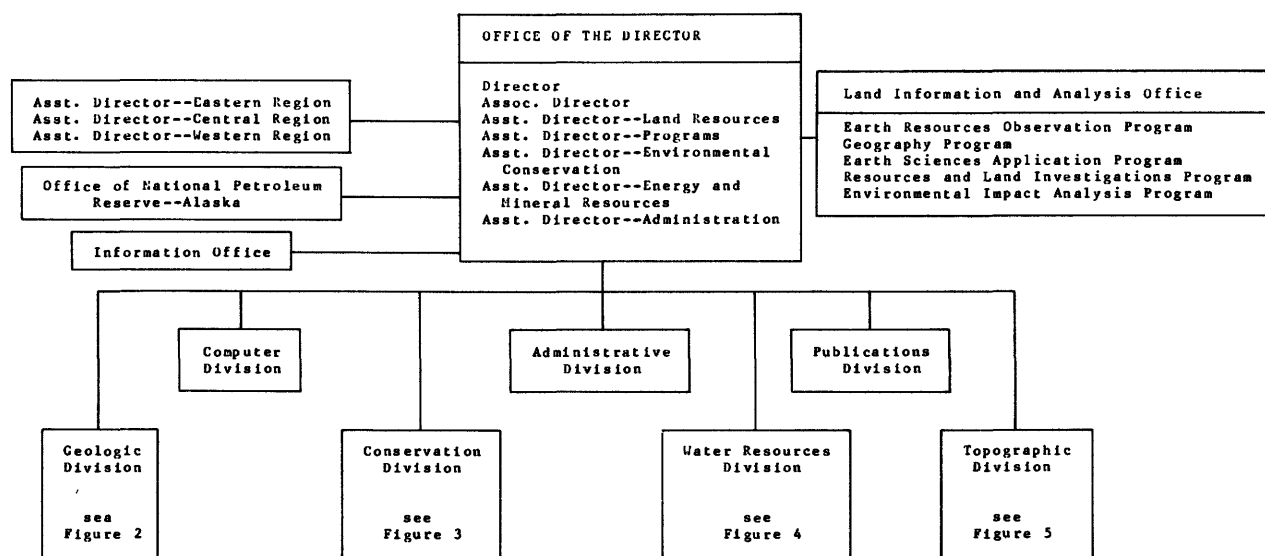 OFFICE OF THE DIRECTOR
Director
Assoc. Director
Asst. Director--Land Resources
Asst. Director--Programs
Asst. Director--Environmental
Conservation
Asst. Director--Energy and
Mineral Resources
Asst. Director--Administration
Asst. Director--Eastern Region
Asst. Director--Central Region
Asst. Director--Western Region
Office of National Petroleum
Reserve--Alaska
Information Office
Land Information and Analysis Office
Earth Resources Observation Program
Geography Program
Earth Sciences Application Program
Resources and Land Investigations Program
Environmental Impact Analysis Program
Computer
Division
Administrative
Division
Publications
Division
Geologic
Division
sea
Figure 2
Conservation
Division
see
Figure 3
Water Resources
Division
see
Figure 4
Topographic
Division
see
Figure 5